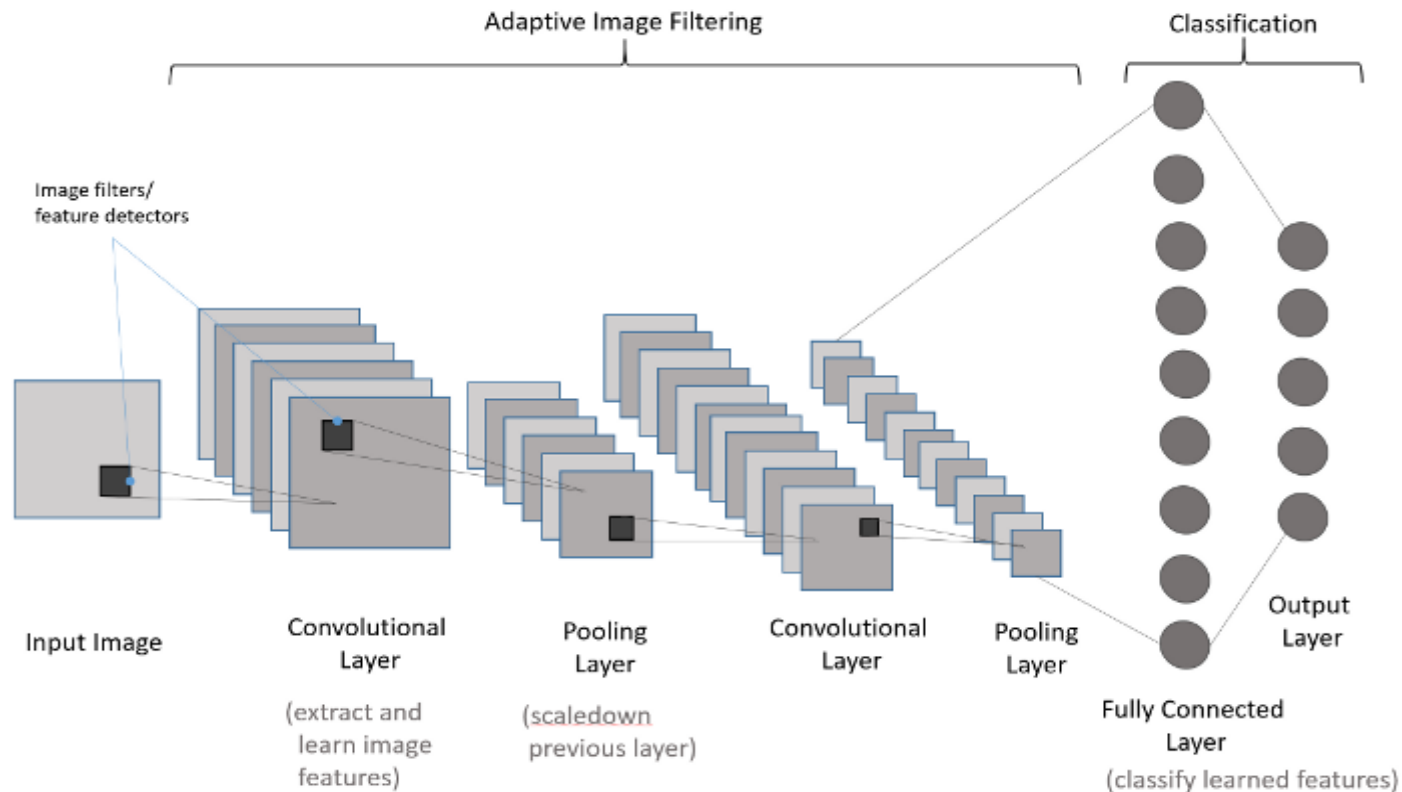 Adaptive Image Filtering
Classification
Image filters/
feature detectors
Input Image
Convolutional
Layer
(extract and
learn image
features)
Pooling
Layer
(scaledown
previous layer)
Convolutional
Layer
Pooling
Layer
Fully Connected
Layer
(classify learned features)
Output
Layer